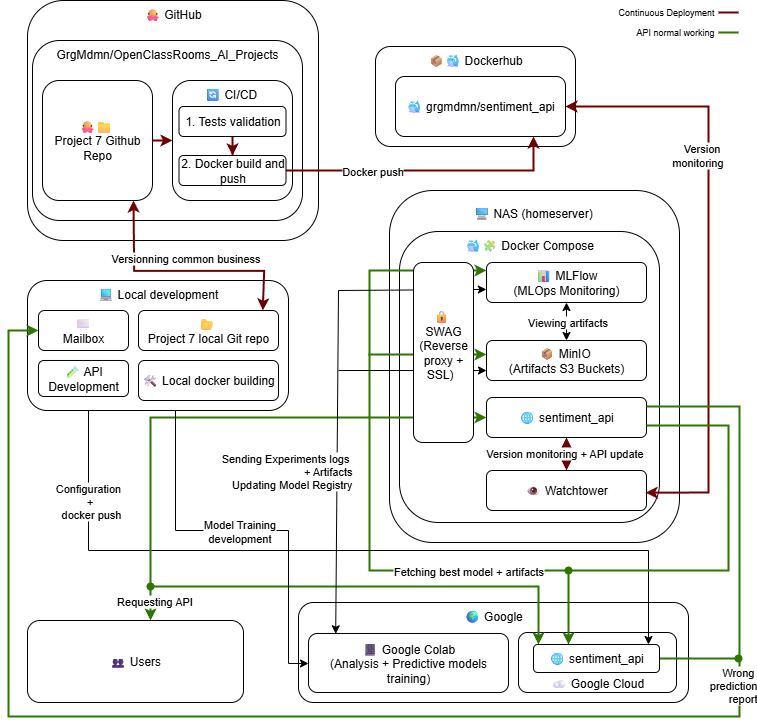 GitHub
Continuous Deployment
API normal working
GrgMdmn/OpenClassRooms_AI_Projects
Dockerhub
CI/CD
1. Tests validation
2. Docker build and
push
Project 7 Github
Repo
grgmdmn/sentiment_api
Docker push
Version
monitoring
NAS (homeserver)
Docker Compose
Versionning common business
Local development
Mailbox
Project 7 local Git repo
API
Development
Local docker building
SWAG
(Reverse
proxy +
SSL)
MLFlow
(MLOps Monitoring)
Viewing artifacts
MinIO
(Artifacts S3 Buckets)
sentiment_api
Version monitoring + API update
Watchtower
Sending Experiments logs
+ Artifacts
Updating Model Registry
Configuration
+
docker push
Model Training
development
Fetching best model + artifacts
Requesting API
Users
Google
Google Colab
(Analysis + Predictive models
training)
sentiment_api
Google Cloud
Wrong
prediction
report